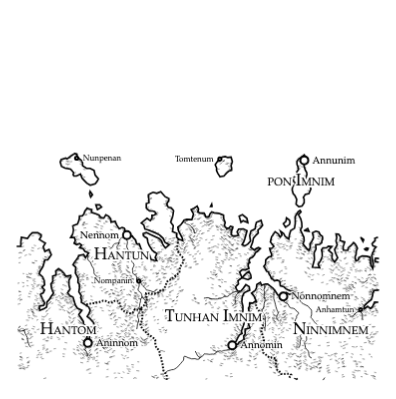 Nunpenan
Tomtenum
Annunim
PON IMNIM
Nennom
HANTUN
Nompanin
Nonnomnem
Anhamtun
TUNHAN IMNIM
HANTOM
NINNIMNEM
Aninnom
Annomin